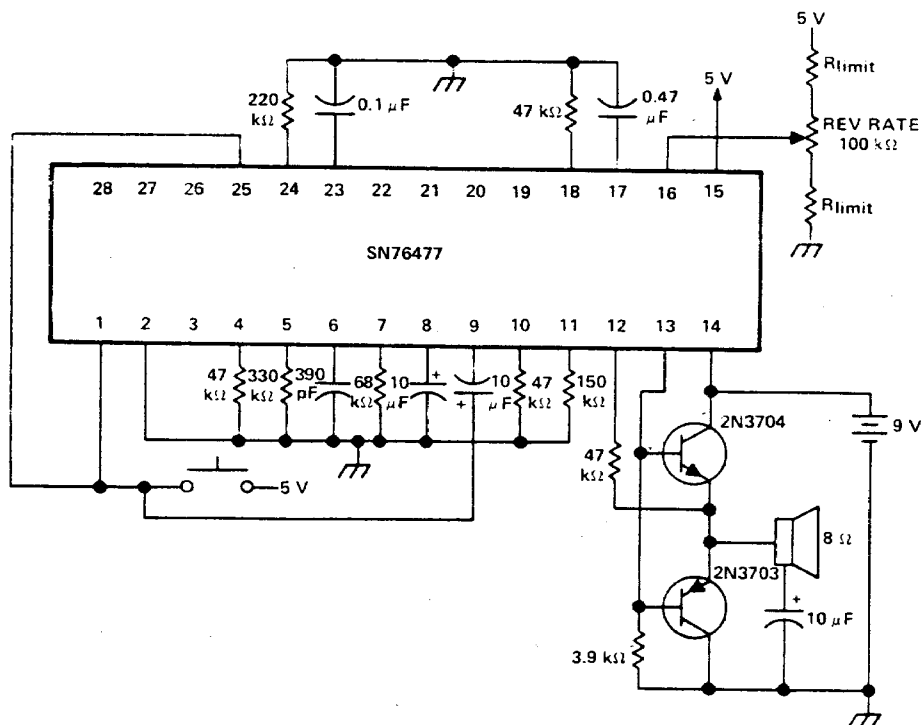 5 V
Rlimit
220
kΩ
0.1 μF
47 kΩ
0.47
μF
5 V
REV RATE
100 kΩ
Rlimit
28 27 26 25 24 23 22 21 20 19 18 17 16 15
SN76477
1 2 3 4 5 6 7 8 9 10 11 12 13 14
47
kΩ
330
kΩ
390
pF
68
kΩ
10
μF
+
+
10
μF
47
kΩ
150
kΩ
2N3704
9 V
47
kΩ
5 V
8 Ω
2N3703
+
10 μF
3.9 kΩ